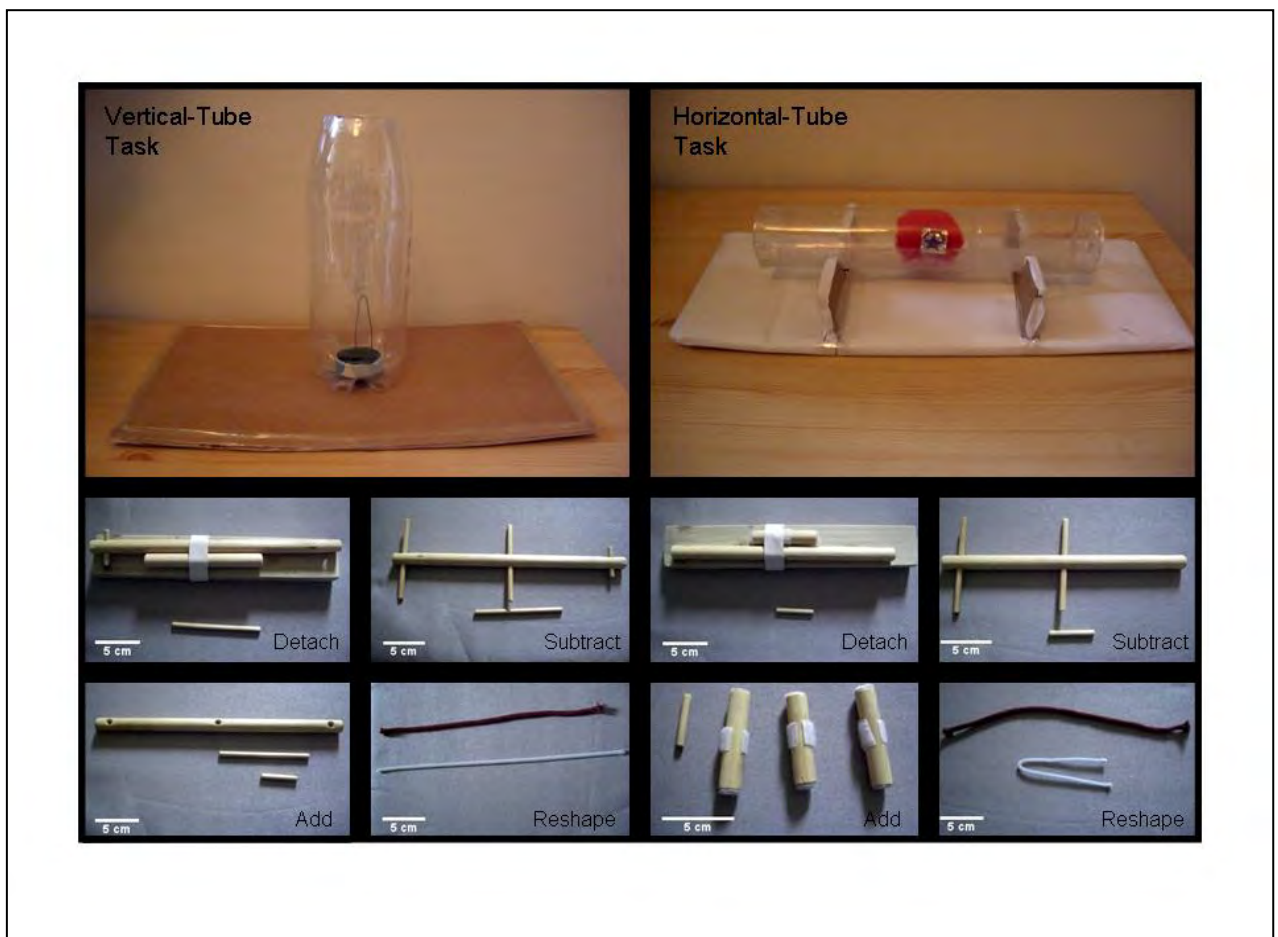 Vertical-Tube
Task
Horizontal-Tube
Task
5 cm
Detach
5 cm
Subtract
5 cm
Detach
5 cm
Subtract
5 cm
Add
5 cm
Reshape
5 cm
Add
5 cm
Reshape